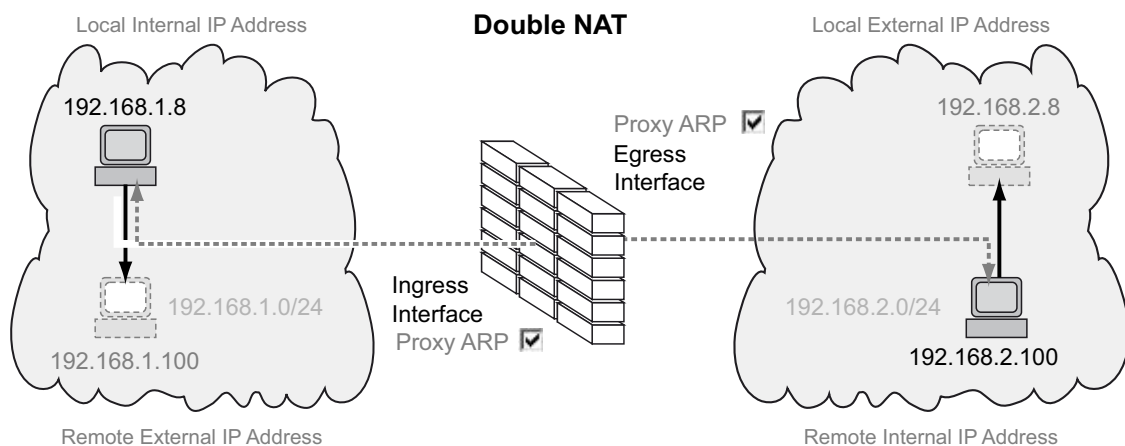 Local Internal IP Address
Double NAT
Local External IP Address
192.168.1.8
192.168.2.8
Proxy ARP
Egress
Interface
Ingress
Interface
Proxy ARP
192.168.1.0/24
192.168.2.0/24
192.168.1.100
192.168.2.100
Remote External IP Address
Remote Internal IP Address